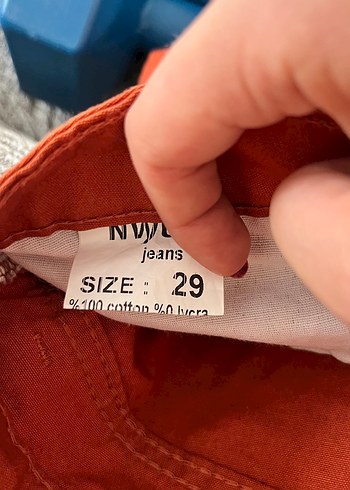 jeans
SIZE : 29
%100 cotton %0 lycra